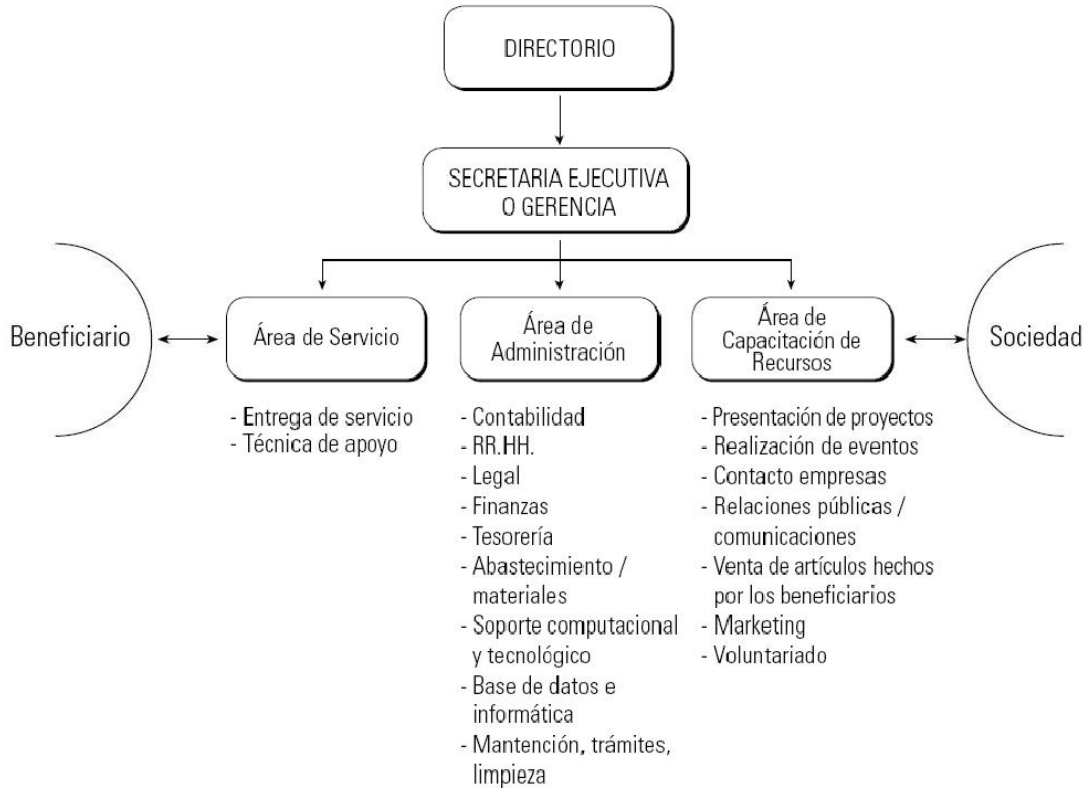 DIRECTORIO
SECRETARIA EJECUTIVA
O GERENCIA
Beneficiario
Área de Servicio
- Entrega de servicio
- Técnica de apoyo
Área de
Administración
- Contabilidad
- RR.HH.
- Legal
- Finanzas
- Tesorería
- Abastecimiento /
materiales
- Soporte computacional
y tecnológico
- Base de datos e
informática
- Mantención, trámites,
limpieza
Área de
Capacitación de
Recursos
- Presentación de proyectos
- Realización de eventos
- Contacto empresas
- Relaciones públicas /
comunicaciones
- Venta de artículos hechos
por los beneficiarios
- Marketing
- Voluntariado
Sociedad